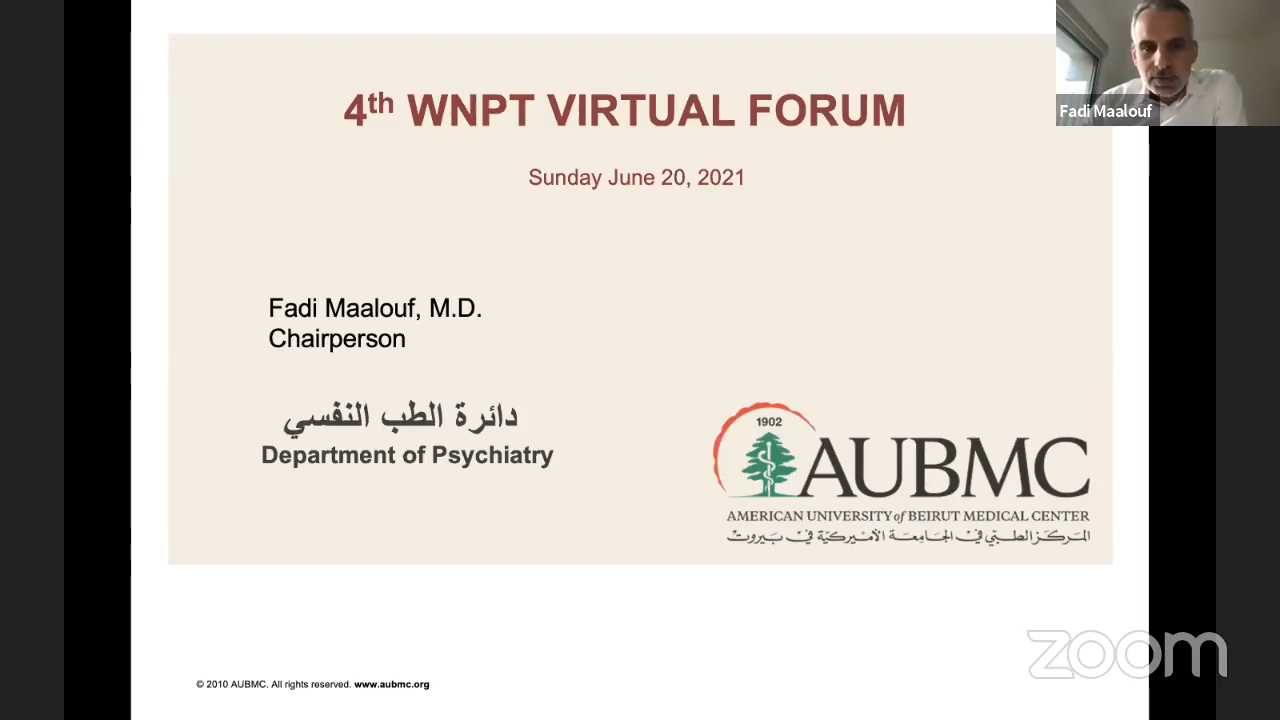 4th WNPT VIRTUAL FORUM
Fadi Maalouf
Sunday June 20, 2021
Fadi Maalouf, M.D.
Chairperson
دائرة الطب النفسي
Department of Psychiatry
1902
AUBMC
AMERICAN UNIVERSITY of BEIRUT MEDICAL CENTER
المركز الطبي في الجامعة الأميركية في بيروت
zoom
© 2010 AUBMC. All rights reserved. www.aubmc.org